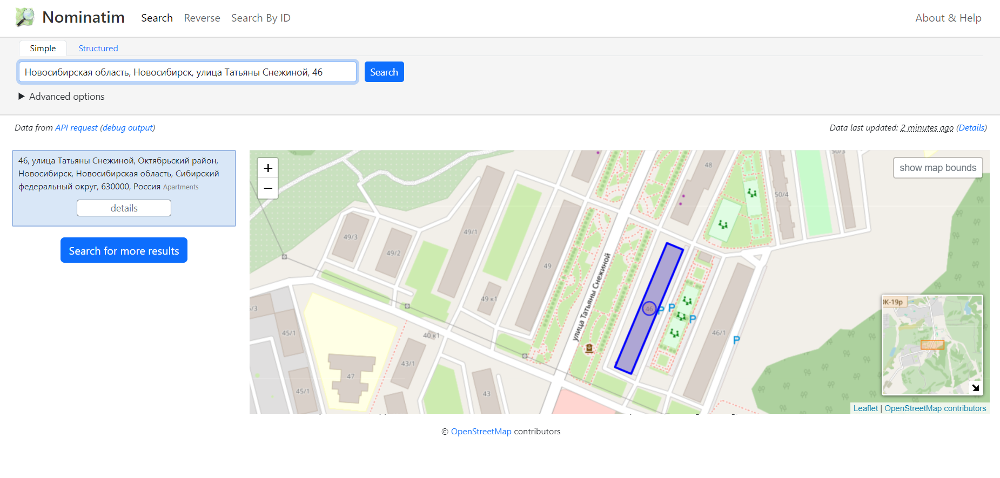 Nominatim
Search
Reverse
Search By ID
About & Help
Simple
Structured
Новосибирская область, Новосибирск, улица Татьяны Снежиной, 46
Search
Advanced options
Data from API request (debug output)
Data last updated: 2 minutes ago (Details)
46, улица Татьяны Снежиной, Октябрьский район,
Новосибирск, Новосибирская область, Сибирский
федеральный округ, 630000, Россия Apartments
details
Search for more results
+
−
show map bounds
48
50/3
50/4
49/3
49/1
49/2
49
улица Татьяны Снежиной
49 к1
46
P
P
P
46/1
P
5/3
45/1
40 к1
43/1
47
45/1
43
ЭК-19р
Leaflet | OpenStreetMap contributors
© OpenStreetMap contributors